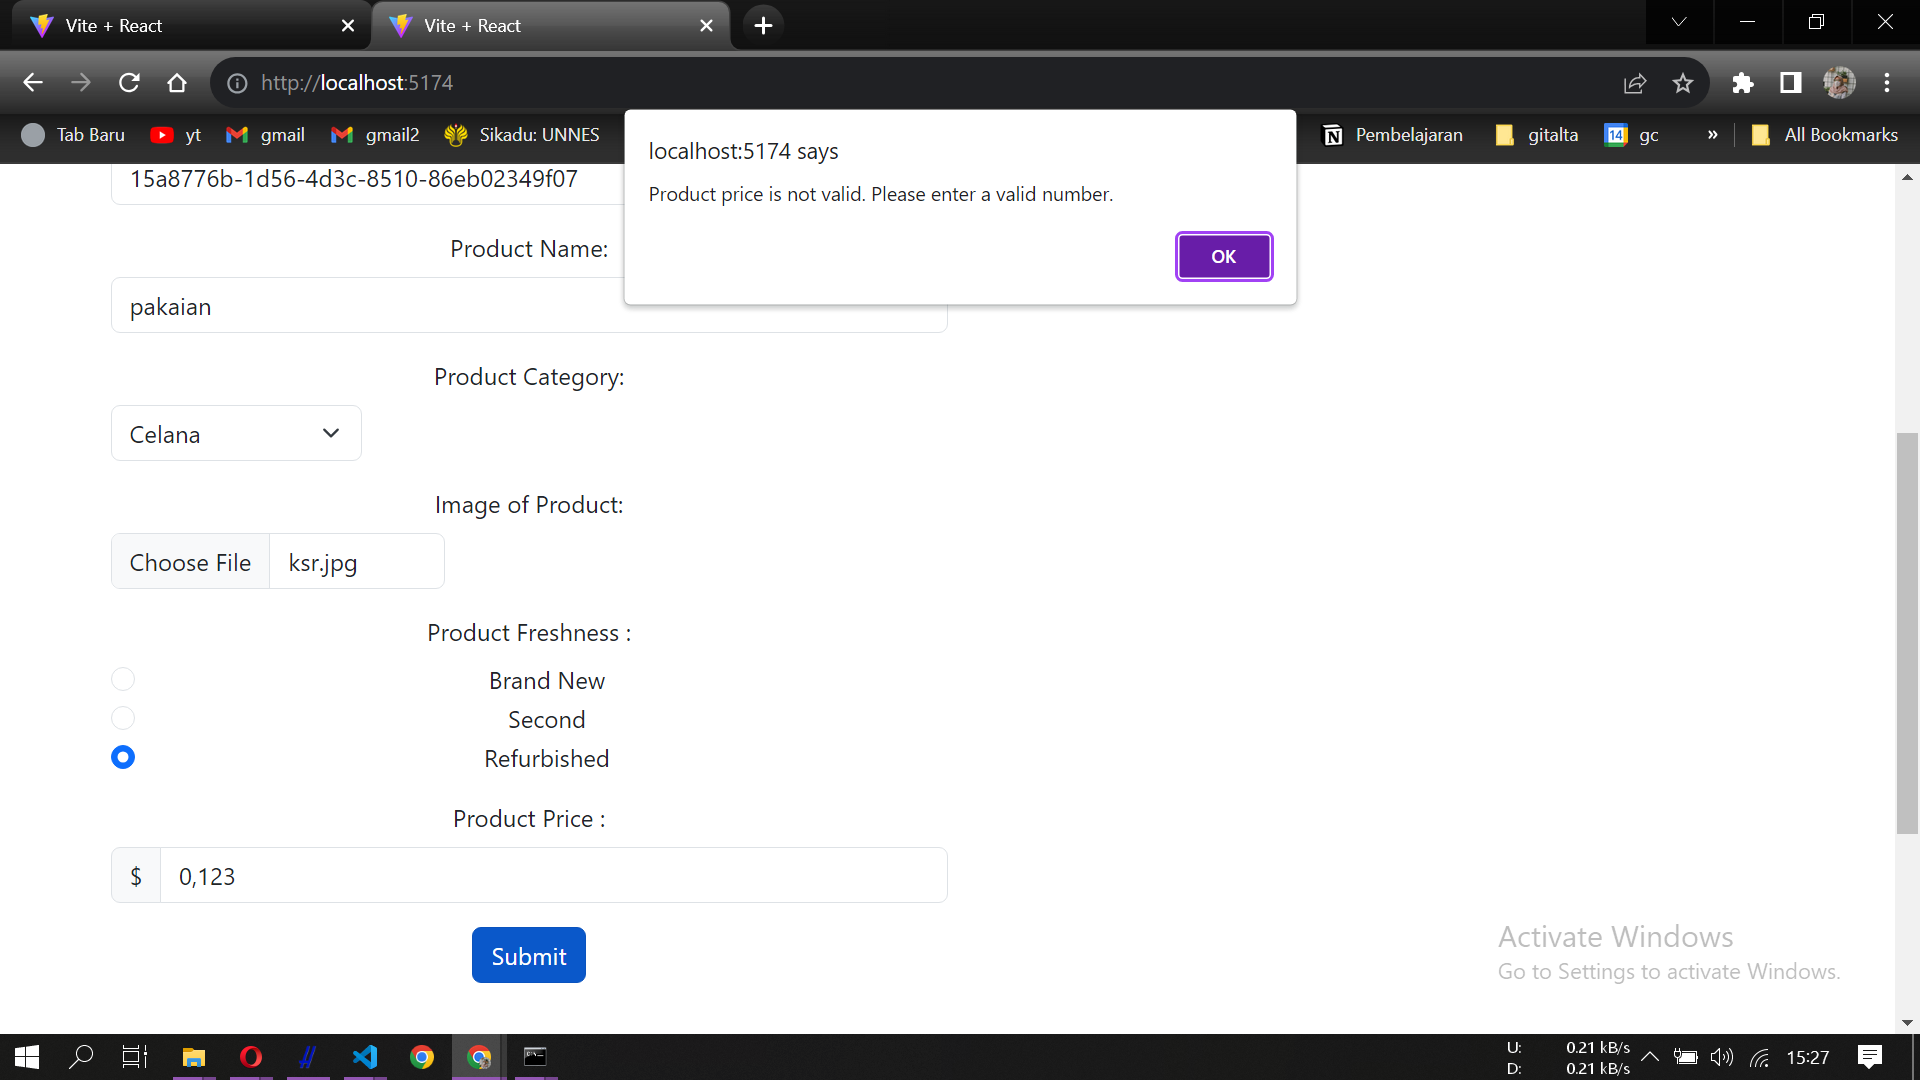 Vite + React
Vite + React
http://localhost:5174
Tab Baru
yt
gmail
gmail2
Sikadu: UNNES
Pembelajaran
gitalta
14
gc
»
All Bookmarks
localhost:5174 says
Product price is not valid. Please enter a valid number.
OK
15a8776b-1d56-4d3c-8510-86eb02349f07
Product Name:
pakaian
Product Category:
Celana
Image of Product:
Choose File
ksr.jpg
Product Freshness :
Brand New
Second
Refurbished
Product Price :
$
0,123
Submit
Activate Windows
Go to Settings to activate Windows.
U: 0.21 kB/s
D: 0.21 kB/s
15:27